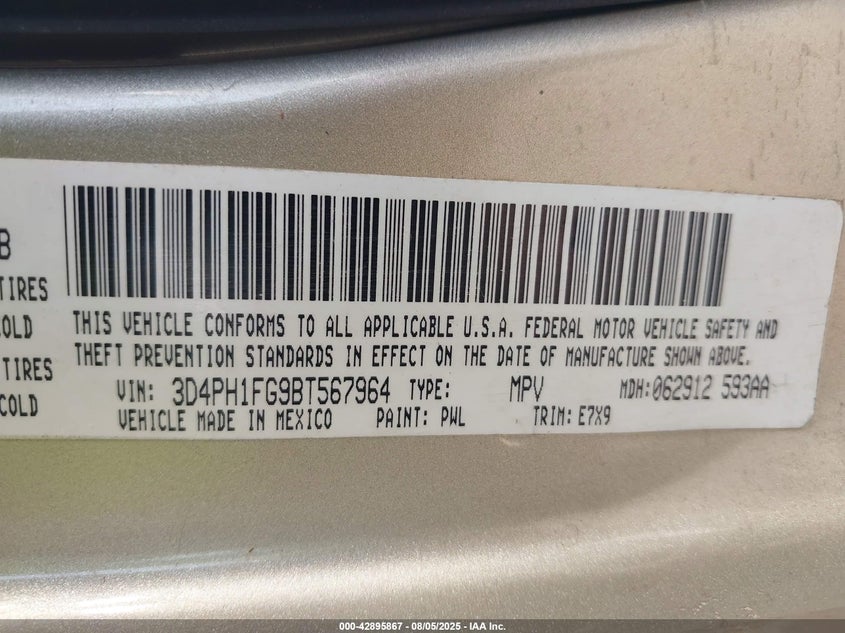 B
TIRES
COLD
TIRES
COLD
THIS VEHICLE CONFORMS TO ALL APPLICABLE U.S.A. FEDERAL MOTOR VEHICLE SAFETY AND
THEFT PREVENTION STANDARDS IN EFFECT ON THE DATE OF MANUFACTURE SHOWN ABOVE.
VIN: 3D4PH1FG9BT567964 TYPE: MPV MDH:062912 593AA
VEHICLE MADE IN MEXICO PAINT: PWL TRIM: E7X9
000-42895867 - 08/05/2025 - IAA Inc.